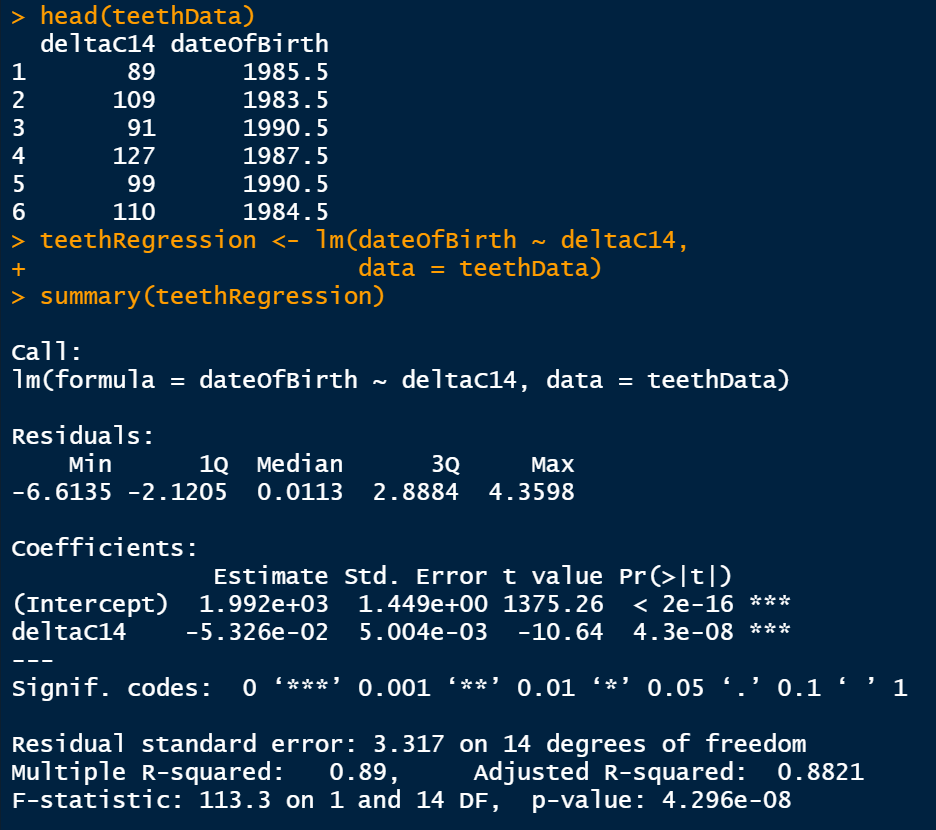 > head(teethData)
  deltaC14 dateOfBirth
1       89      1985.5
2      109      1983.5
3       91      1990.5
4      127      1987.5
5       99      1990.5
6      110      1984.5
> teethRegression <- lm(dateOfBirth ~ deltaC14,
+                       data = teethData)
> summary(teethRegression)

Call:
lm(formula = dateOfBirth ~ deltaC14, data = teethData)

Residuals:
    Min      1Q  Median      3Q     Max
-6.6135 -2.1205  0.0113  2.8884  4.3598

Coefficients:
              Estimate Std. Error t value Pr(>|t|)
(Intercept)  1.992e+03  1.449e+00 1375.26  < 2e-16 ***
deltaC14    -5.326e-02  5.004e-03  -10.64  4.3e-08 ***
---
Signif. codes:  0 ‘***’ 0.001 ‘**’ 0.01 ‘*’ 0.05 ‘.’ 0.1 ‘ ’ 1

Residual standard error: 3.317 on 14 degrees of freedom
Multiple R-squared:   0.89,	Adjusted R-squared:  0.8821
F-statistic: 113.3 on 1 and 14 DF,  p-value: 4.296e-08